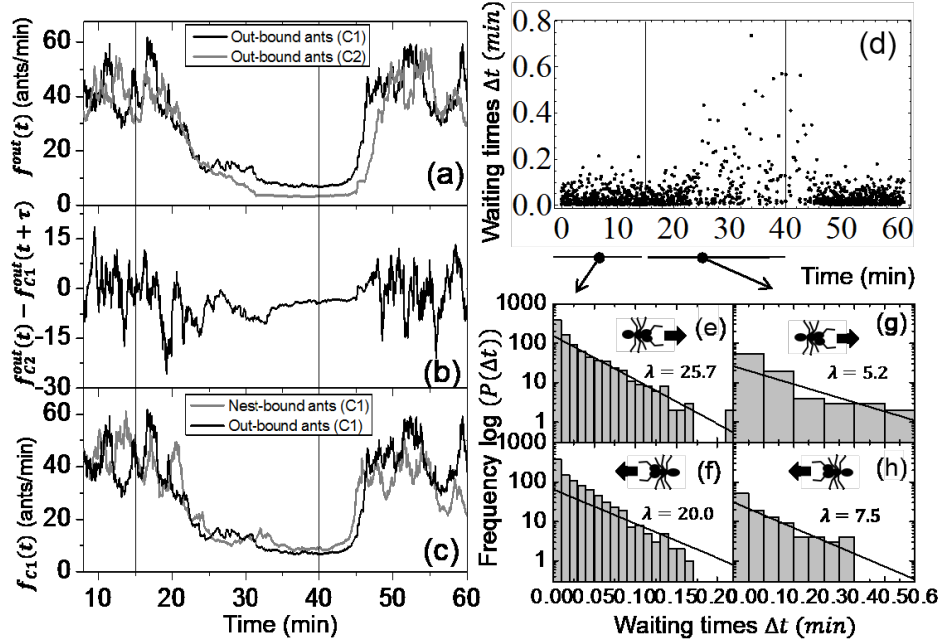 Out-bound ants (C1)
Out-bound ants (C2)
60
40
20
0
f^out(t) (ants/min)
(a)
15
0
-15
-30
f^out_C2(t) − f^out_C1(t + τ)
(b)
Nest-bound ants (C1)
Out-bound ants (C1)
60
40
20
0
f_C1(t) (ants/min)
(c)
10 20 30 40 50 60
Time (min)
(d)
0.8
0.6
0.4
0.2
0.0
Waiting times Δt (min)
0 10 20 30 40 50 60
Time (min)
1000
100
10
1
(e)
λ = 25.7
(g)
λ = 5.2
1000
100
10
1
(f)
λ = 20.0
(h)
λ = 7.5
Frequency log (P(Δt))
0.000.050.100.150.200.10.20.30.40.50.6
Waiting times Δt (min)